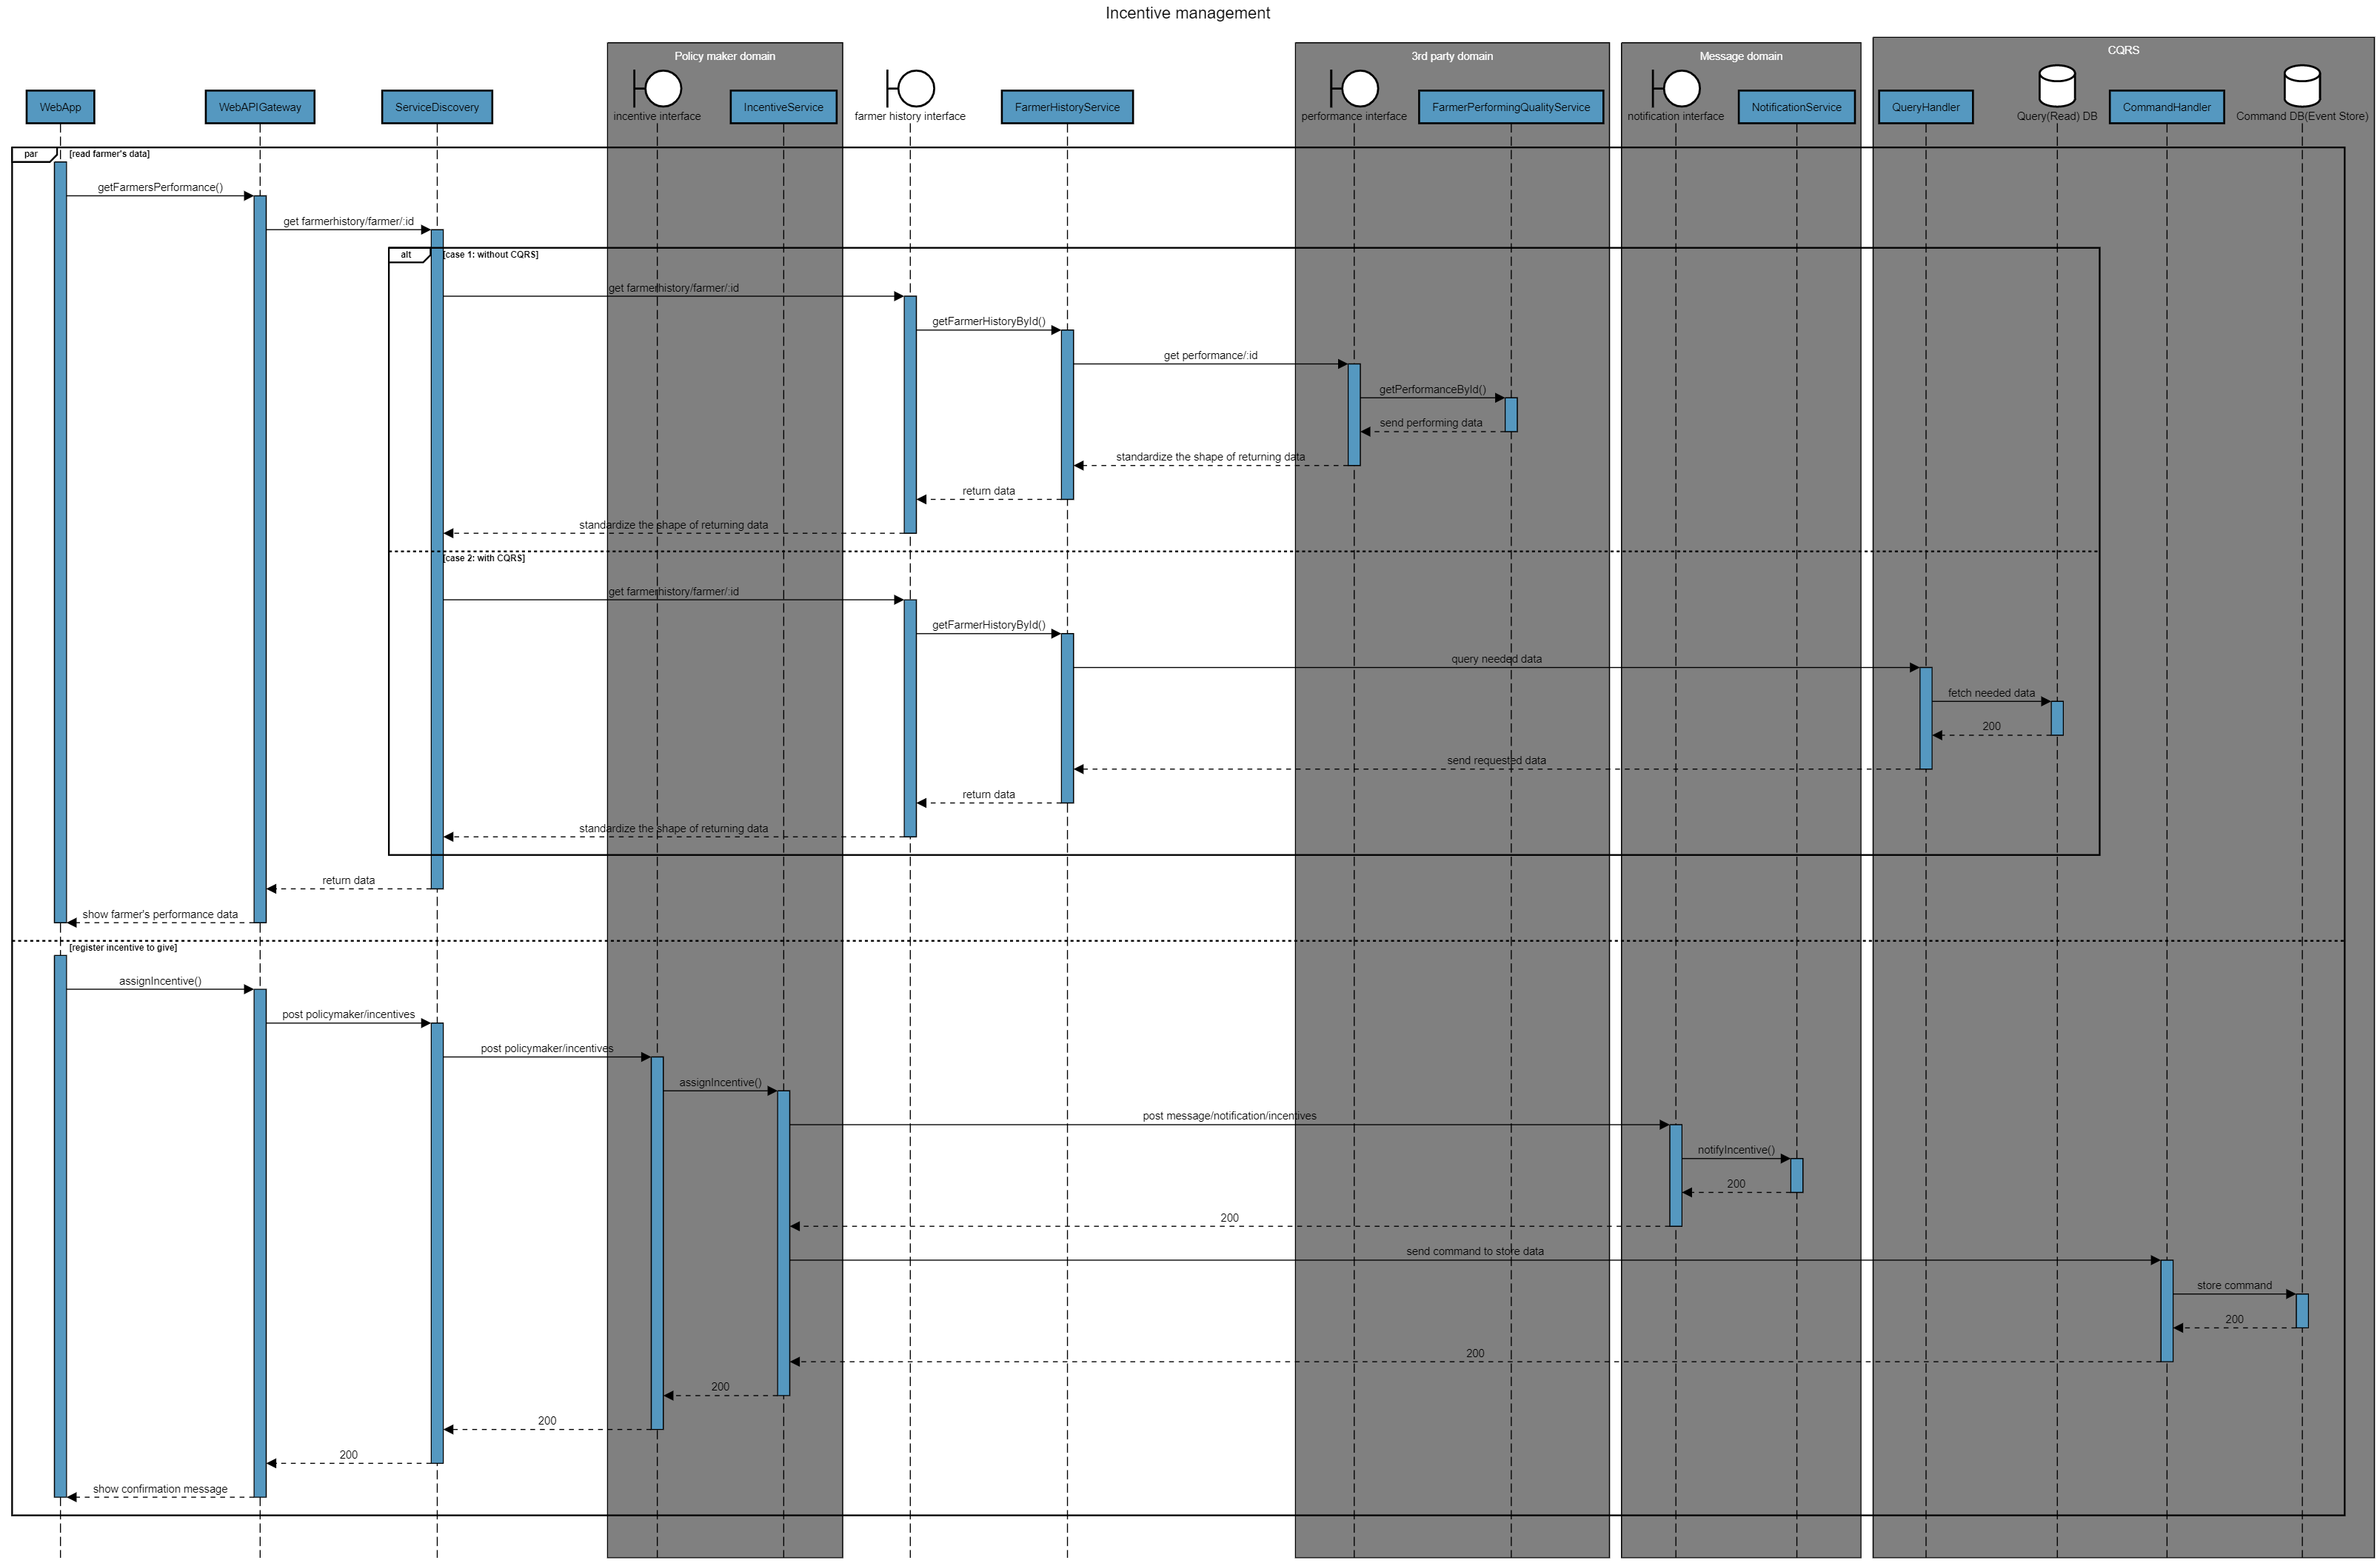 Incentive management
Policy maker domain
3rd party domain
Message domain
CQRS
WebApp
WebAPIGateway
ServiceDiscovery
incentive interface
IncentiveService
farmer history interface
FarmerHistoryService
performance interface
FarmerPerformingQualityService
notification interface
NotificationService
QueryHandler
Query(Read) DB
CommandHandler
Command DB(Event Store)
par
[read farmer's data]
getFarmersPerformance()
get farmerhistory/farmer/:id
alt
[case 1: without CQRS]
get farmerhistory/farmer/:id
getFarmerHistoryById()
get performance/:id
getPerformanceById()
send performing data
standardize the shape of returning data
return data
standardize the shape of returning data
[case 2: with CQRS]
get farmerhistory/farmer/:id
getFarmerHistoryById()
query needed data
fetch needed data
200
send requested data
return data
standardize the shape of returning data
return data
show farmer's performance data
[register incentive to give]
assignIncentive()
post policymaker/incentives
post policymaker/incentives
assignIncentive()
post message/notification/incentives
notifyIncentive()
200
200
send command to store data
store command
200
200
200
200
200
show confirmation message